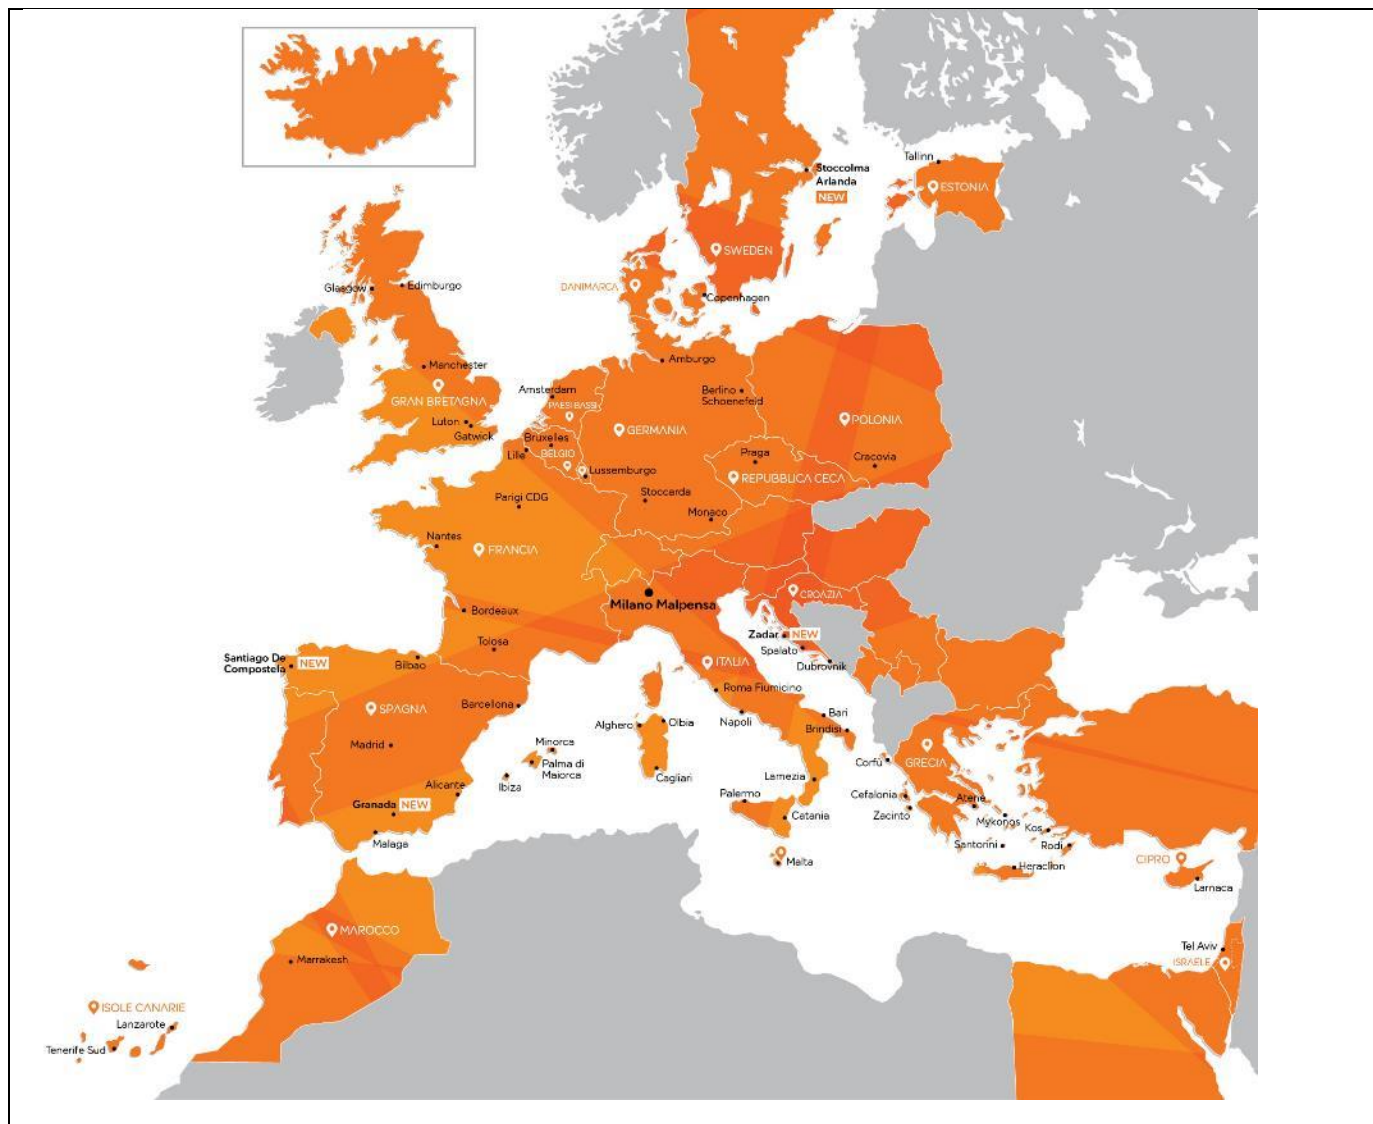 Stoccolma
Arlanda
NEW
Tallinn
ESTONIA
SWEDEN
DANIMARCA
Copenhagen
Glasgow
Edimburgo
Manchester
GRAN BRETAGNA
Luton
Gatwick
Amburgo
Amsterdam
PAESI BASSI
Berlino
Schoenefeld
GERMANIA
POLONIA
Bruxelles
BELGIO
Lille
Lussemburgo
Praga
Cracovia
REPUBBLICA CECA
Parigi CDG
Stoccarda
Monaco
Nantes
FRANCIA
Milano Malpensa
CROAZIA
Bordeaux
Tolosa
Zadar NEW
Spalato
Dubrovnik
Santiago De
Compostela NEW
Bilbao
ITALIA
Roma Fiumicino
SPAGNA
Barcellona
Alghero
Olbia
Napoli
Bari
Brindisi
Madrid
Minorca
Palma di
Maiorca
Ibiza
Cagliari
Corfù
GRECIA
Alicante
Granada NEW
Malaga
Lamezia
Palermo
Catania
Malta
Cefalonia
Zacinto
Atene
Mykonos
Kos
Santorini
Rodi
Heraclion
CIPRO
Larnaca
MAROCCO
Marrakesh
Tel Aviv
ISRAELE
ISOLE CANARIE
Lanzarote
Tenerife Sud